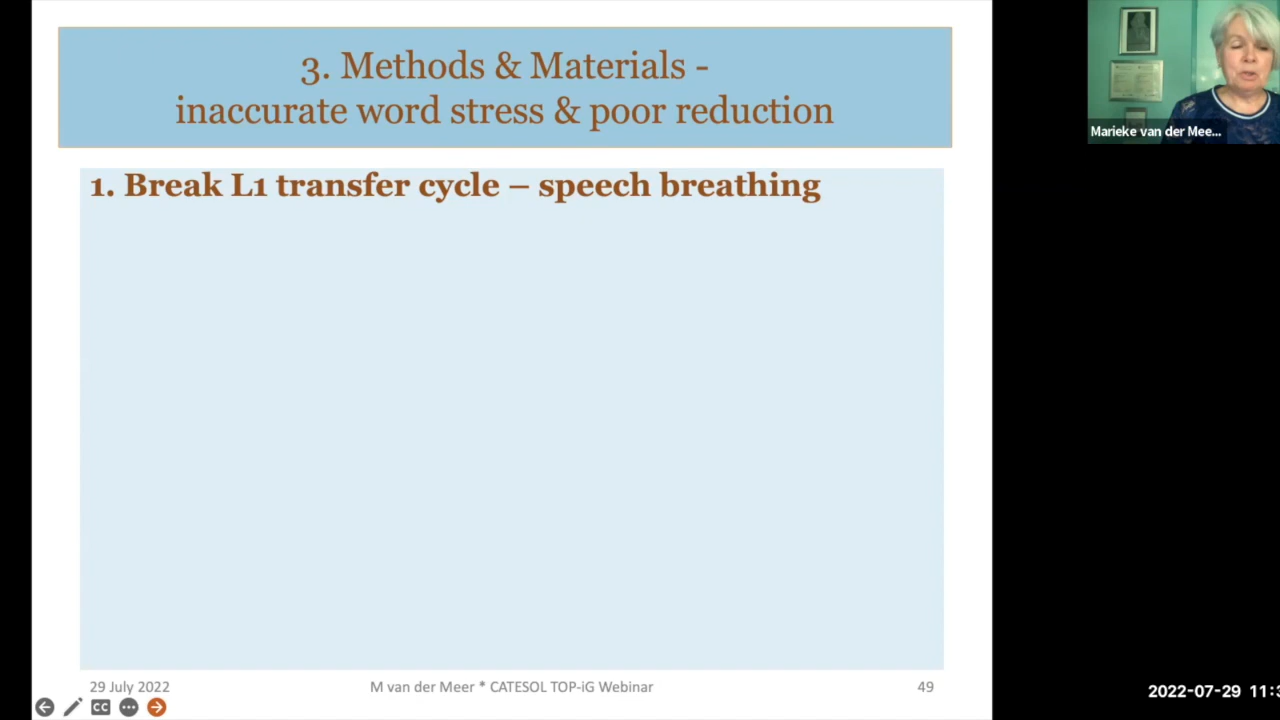 3. Methods & Materials -
inaccurate word stress & poor reduction
1. Break L1 transfer cycle – speech breathing
29 July 2022
M van der Meer * CATESOL TOP-iG Webinar
49
CC
Marieke van der Mee...
2022-07-29 11:3